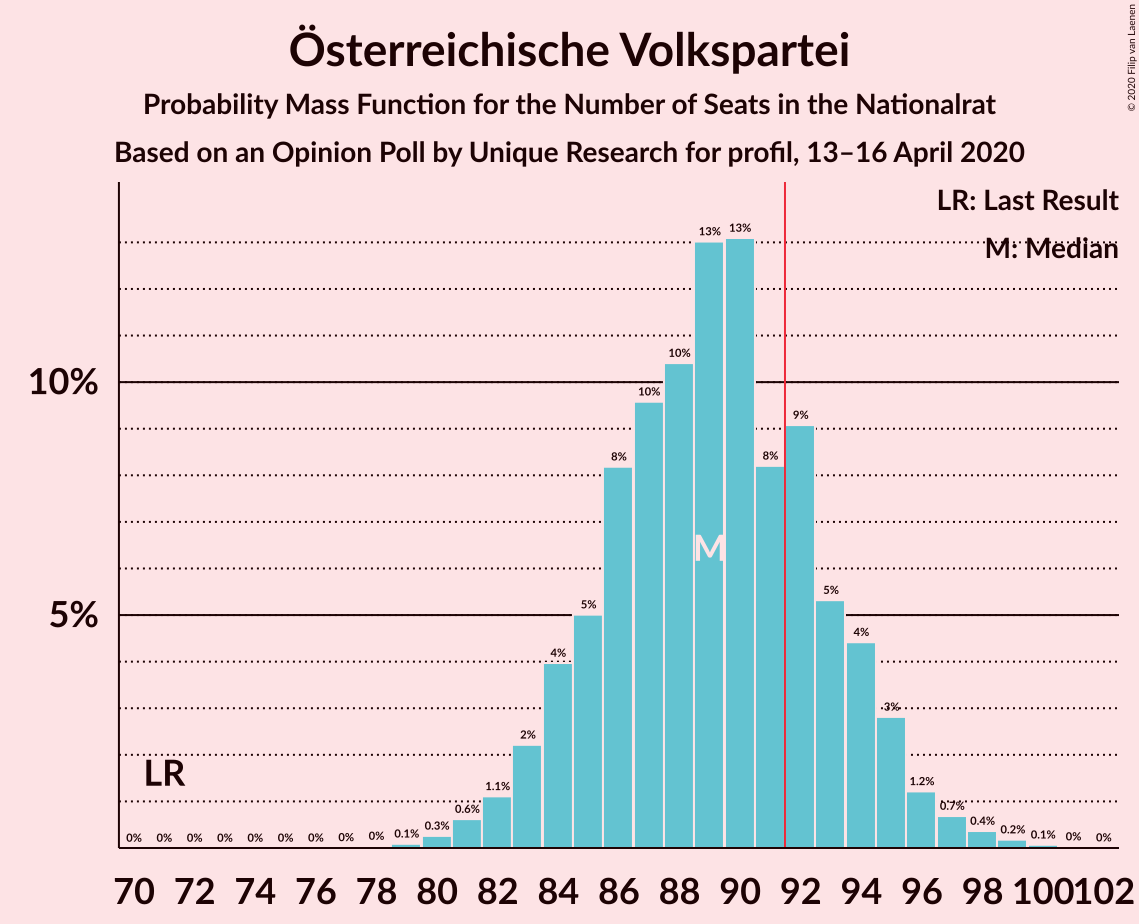 Österreichische Volkspartei
Probability Mass Function for the Number of Seats in the Nationalrat
Based on an Opinion Poll by Unique Research for profil, 13–16 April 2020
© 2020 Filip van Laenen
LR: Last Result
M: Median
13% 13%
10%
10%
10%
9%
8% 8%
M
5%
5%
5%
4%
4%
3%
2%
LR
1.1% 1.2%
0.6% 0.7%
0.3% 0.4%
0% 0% 0% 0% 0% 0% 0% 0% 0% 0.1% 0.2% 0.1% 0% 0%
70 72 74 76 78 80 82 84 86 88 90 92 94 96 98 100 102